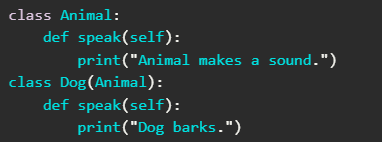 class Animal:
    def speak(self):
        print("Animal makes a sound.")
class Dog(Animal):
    def speak(self):
        print("Dog barks.")